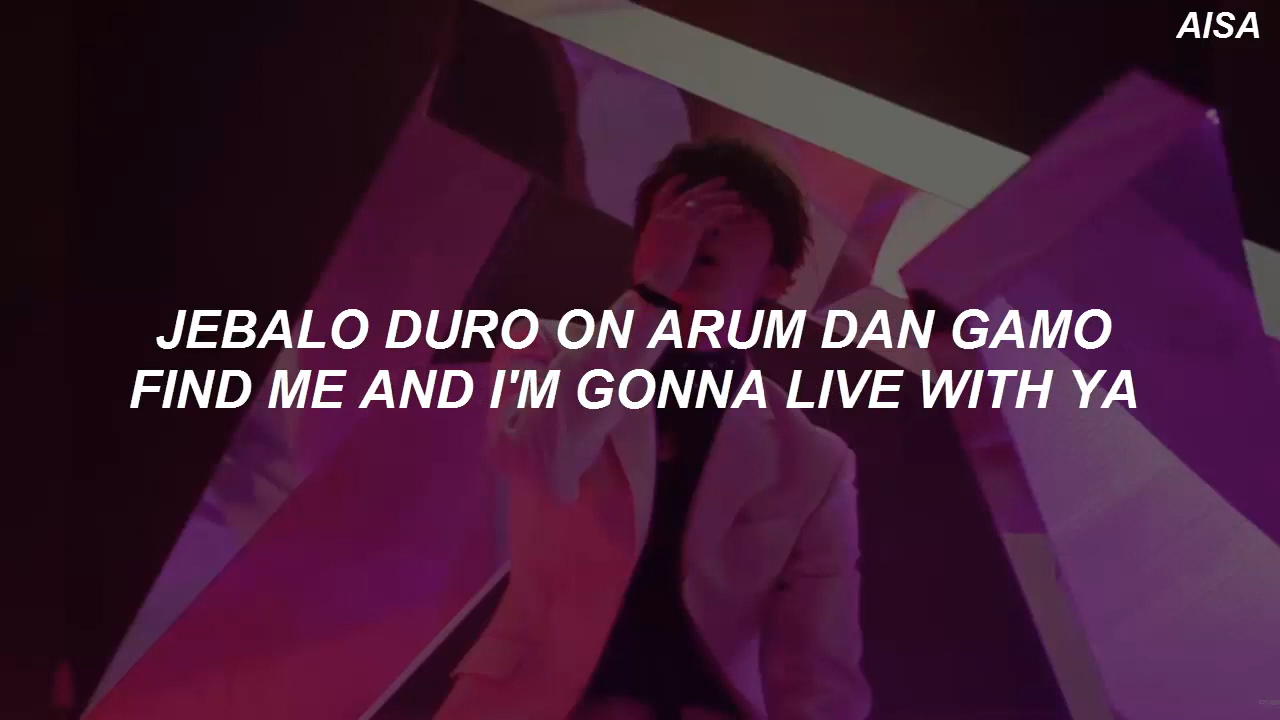 AISA
JEBALO DURO ON ARUM DAN GAMO
FIND ME AND I'M GONNA LIVE WITH YA